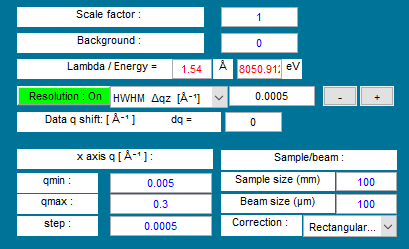 Scale factor : 1
Background : 0
Lambda / Energy = 1.54 Å 8050.912 eV
Resolution : On HWHM Δqz [Å⁻¹] 0.0005 - +
Data q shift: [ Å⁻¹ ] dq = 0
x axis q [ Å⁻¹ ] : Sample/beam :
qmin : 0.005 Sample size (mm) 100
qmax : 0.3 Beam size (µm) 100
step : 0.0005 Correction : Rectangular...